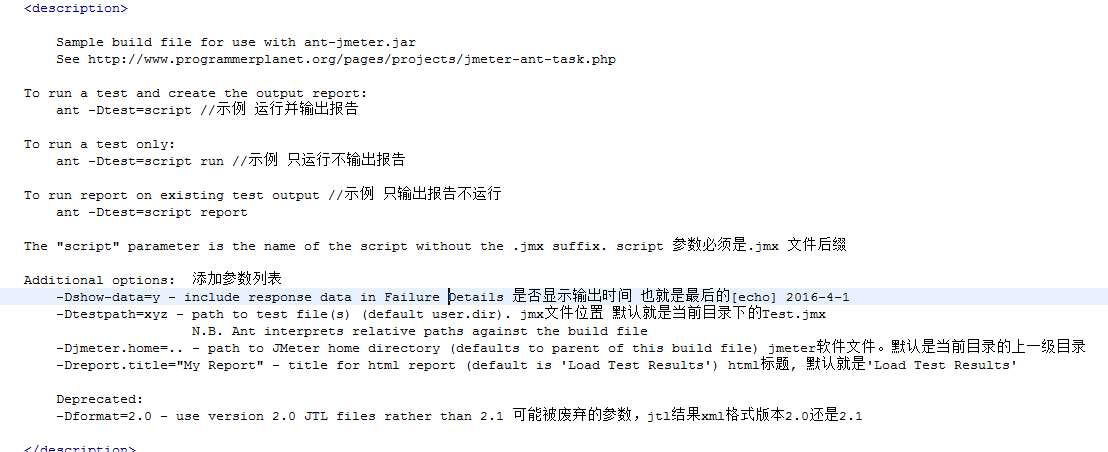 <description>
Sample build file for use with ant-jmeter.jar
See http://www.programmerplanet.org/pages/projects/jmeter-ant-task.php
To run a test and create the output report:
ant -Dtest=script //示例 运行并输出报告
To run a test only:
ant -Dtest=script run //示例 只运行不输出报告
To run report on existing test output //示例 只输出报告不运行
ant -Dtest=script report
The "script" parameter is the name of the script without the .jmx suffix. script 参数必须是.jmx 文件后缀
Additional options: 添加参数列表
-Dshow-data=y - include response data in Failure Details 是否显示输出时间 也就是最后的[echo] 2016-4-1
-Dtestpath=xyz - path to test file(s) (default user.dir). jmx文件位置 默认就是当前目录下的Test.jmx
N.B. Ant interprets relative paths against the build file
-Djmeter.home=.. - path to JMeter home directory (defaults to parent of this build file) jmeter软件文件。默认是当前目录的上一级目录
-Dreport.title="My Report" - title for html report (default is 'Load Test Results') html标题, 默认就是'Load Test Results'
Deprecated:
-Dformat=2.0 - use version 2.0 JTL files rather than 2.1 可能被废弃的参数，jtl结果xml格式版本2.0还是2.1
</description>